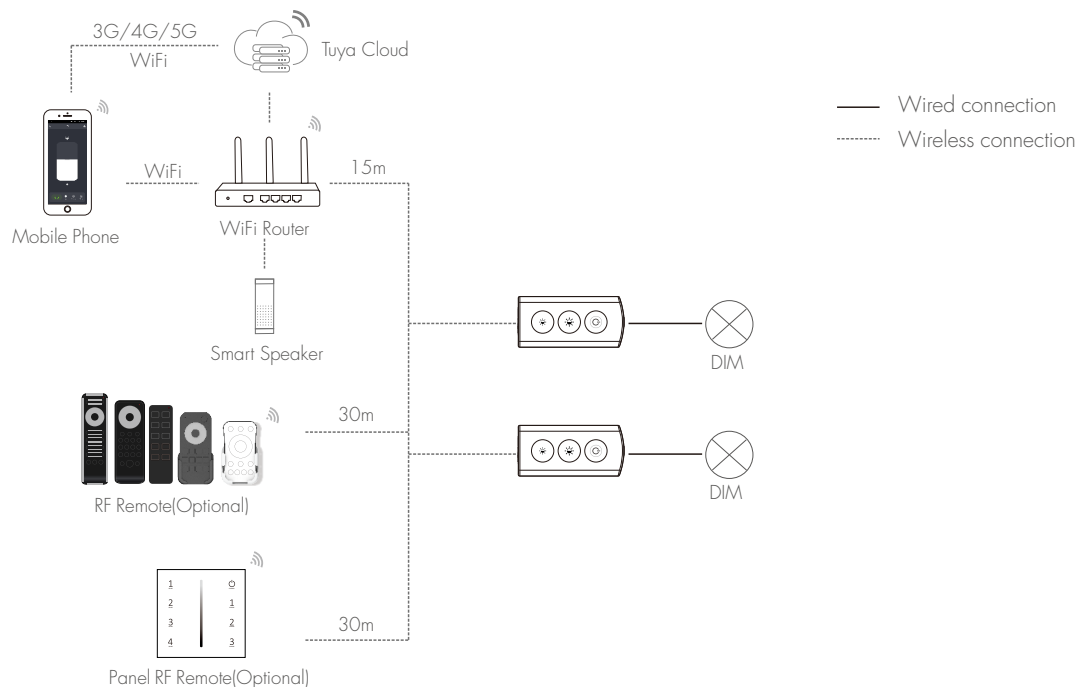 3G/4G/5G
WiFi
Tuya Cloud
Wired connection
Wireless connection
WiFi
15m
Mobile Phone
WiFi Router
Smart Speaker
DIM
30m
RF Remote(Optional)
DIM
1
2
3
4
1
2
3
30m
Panel RF Remote(Optional)